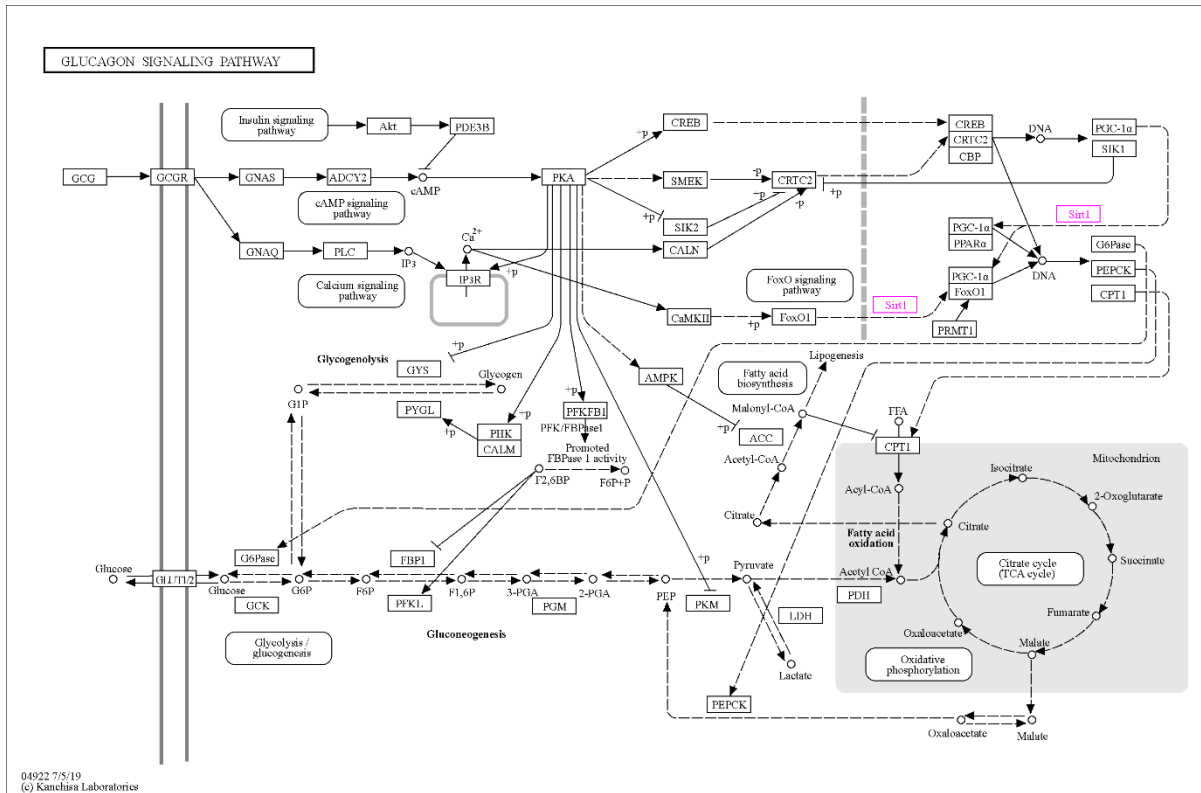 GLUCAGON SIGNALING PATHWAY
Insulin signaling
pathway
Akt
PDE3B
GCG
GCGR
GNAS
ADCY2
cAMP
PKA
cAMP signaling
pathway
GNAQ
PLC
IP3
Ca2+
IP3R
+p
Calcium signaling
pathway
+p
CREB
SMEK
-p
CRTC2
+p
+p
-p
SIK2
CALN
CaMKII
+p
FoxO1
FoxO signaling
pathway
Sirt1
CREB
CRTC2
CBP
DNA
PGC-1α
SIK1
+p
Sirt1
PGC-1α
PPARα
PGC-1α
FoxO1
PRMT1
DNA
G6Pase
PEPCK
CPT1
Glycogenolysis
+p
GYS
Glycogen
G1P
PYGL
+p
+p
PHK
CALM
+p
PFKFB1
PFK/FBPase1
Promoted
FBPase 1 activity
F2,6BP
F6P+P
AMPK
+p
ACC
Lipogenesis
Fatty acid
biosynthesis
Malonyl-CoA
Acetyl-CoA
Citrate
FFA
CPT1
Mitochondrion
Acyl-CoA
Fatty acid
oxidation
Acetyl CoA
Citrate
Isocitrate
2-Oxoglutarate
Succinate
Fumarate
Malate
Oxaloacetate
Citrate cycle
(TCA cycle)
Oxidative
phosphorylation
PDH
Glucose
GLUT1/2
Glucose
G6Pase
GCK
G6P
F6P
FBP1
PFKL
F1,6P
3-PGA
PGM
2-PGA
PEP
+p
PKM
Pyruvate
LDH
Lactate
Glycolysis /
glucogenesis
Gluconeogenesis
PEPCK
Oxaloacetate
Malate
04922 7/5/19
(c) Kanehisa Laboratories